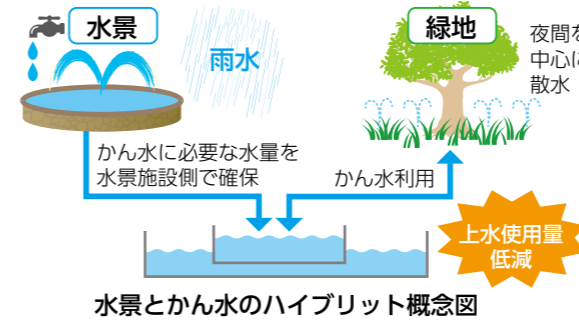 水景
雨水
緑地
夜間を
中心に
散水
かん水に必要な水量を
水景施設側で確保
かん水利用
上水使用量
低減
水景とかん水のハイブリット概念図